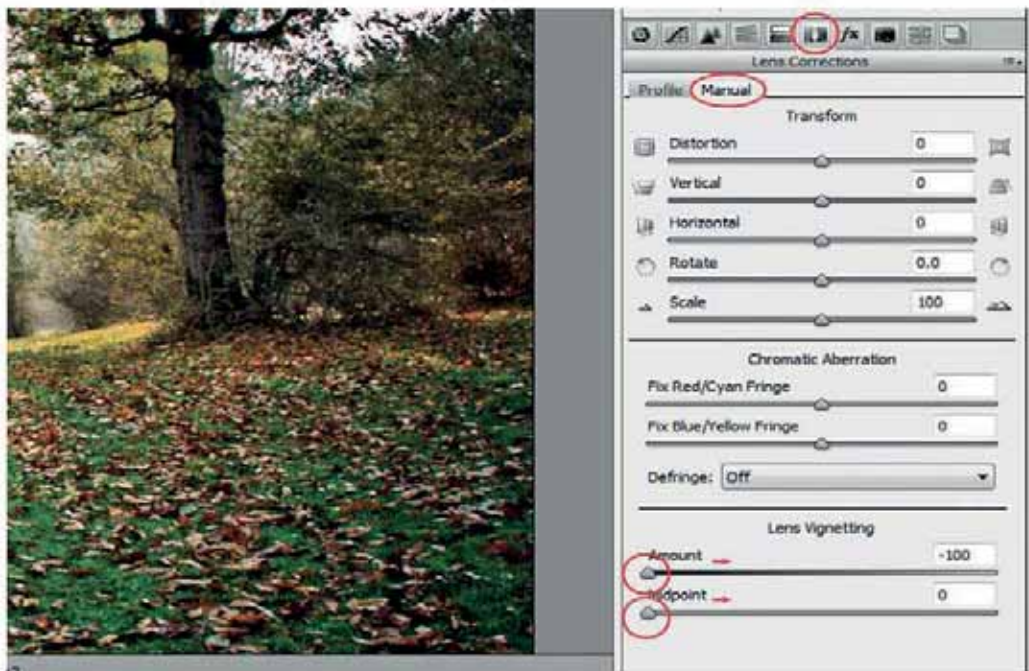 fx
Lens Corrections
Profile Manual
Transform
Distortion 0
Vertical 0
Horizontal 0
Rotate 0.0
Scale 100
Chromatic Aberration
Fix Red/Cyan Fringe 0
Fix Blue/Yellow Fringe 0
Defringe: Off
Lens Vignetting
Amount -100
0